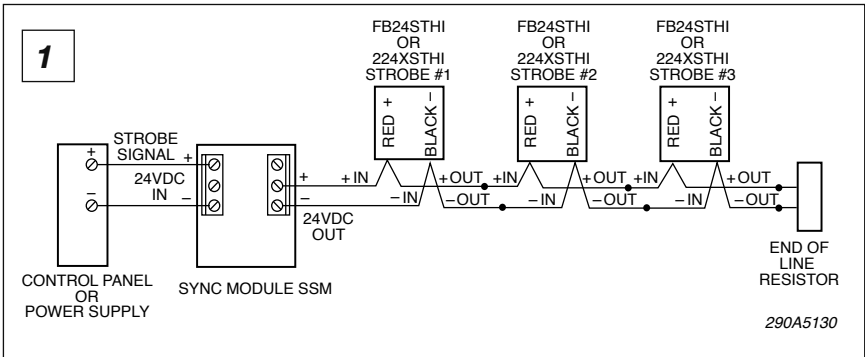 1
FB24STHI
OR
224XSTHI
STROBE #1
FB24STHI
OR
224XSTHI
STROBE #2
FB24STHI
OR
224XSTHI
STROBE #3
RED +
BLACK –
RED +
BLACK –
RED +
BLACK –
STROBE
SIGNAL
+
–
+
24VDC
IN
–
+
–
24VDC
OUT
+ IN
– IN
+ OUT
– OUT
+IN
– IN
+ OUT
– OUT
+IN
– IN
+ OUT
– OUT
CONTROL PANEL
OR
POWER SUPPLY
SYNC MODULE SSM
END OF
LINE
RESISTOR
290A5130